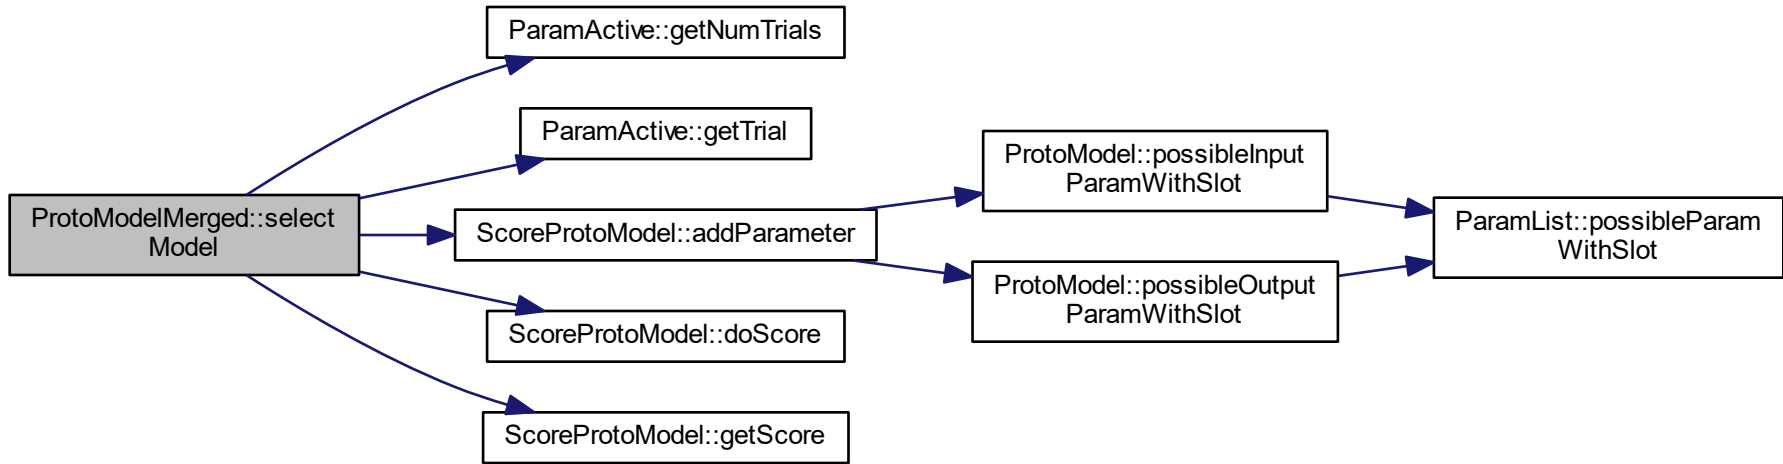 ParamActive::getNumTrials
ParamActive::getTrial
ProtoModelMerged::select
Model
ScoreProtoModel::addParameter
ScoreProtoModel::doScore
ScoreProtoModel::getScore
ProtoModel::possibleInput
ParamWithSlot
ProtoModel::possibleOutput
ParamWithSlot
ParamList::possibleParam
WithSlot